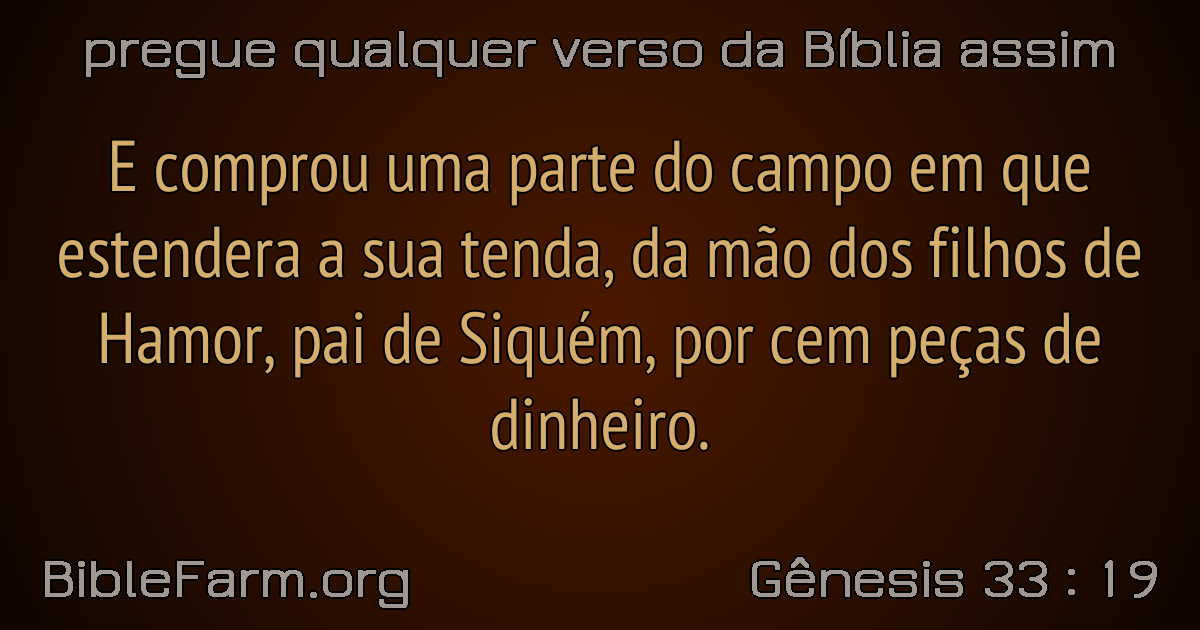 pregue qualquer verso da Bíblia assim
E comprou uma parte do campo em que
estendera a sua tenda, da mão dos filhos de
Hamor, pai de Siquém, por cem peças de
dinheiro.
BibleFarm.org
Gênesis 33 : 19